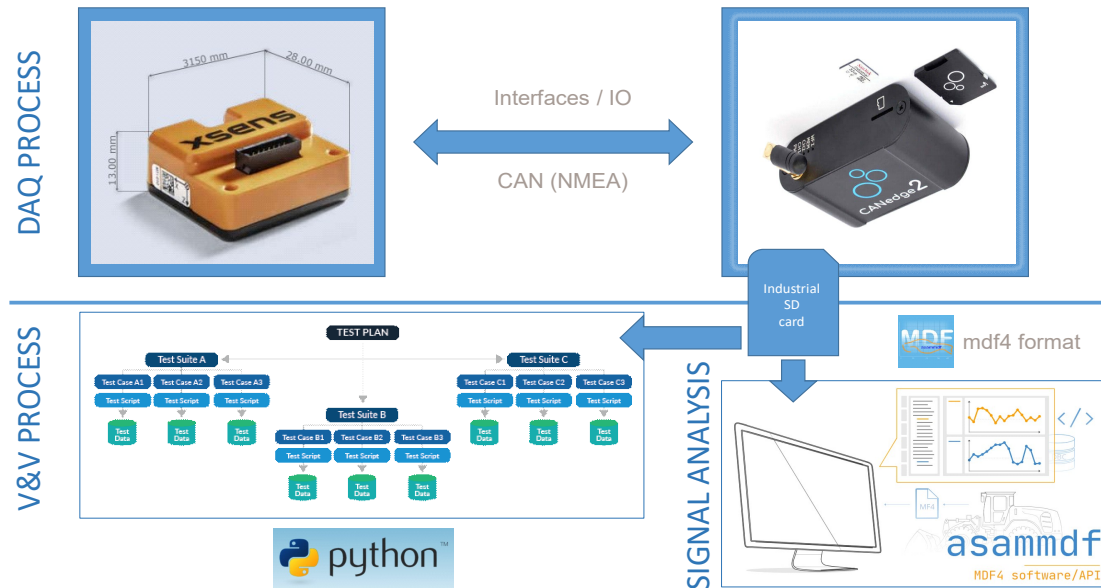 DAQ PROCESS
3150 mm
28.00 mm
13.00 mm
xsens
Interfaces / IO
CAN (NMEA)
CANedge2
Industrial
SD
card
V&V PROCESS
TEST PLAN
Test Suite A
Test Suite C
Test Case A1
Test Case A2
Test Case A3
Test Case C1
Test Case C2
Test Case C3
Test Script
Test Script
Test Script
Test Script
Test Script
Test Script
Test
Data
Test
Data
Test
Data
Test
Data
Test
Data
Test
Data
Test Suite B
Test Case B1
Test Case B2
Test Case B3
Test Script
Test Script
Test Script
Test
Data
Test
Data
Test
Data
python™
SIGNAL ANALYSIS
MDF
mdf4 format
</>
MF4
asammdf
MDF4 software/API